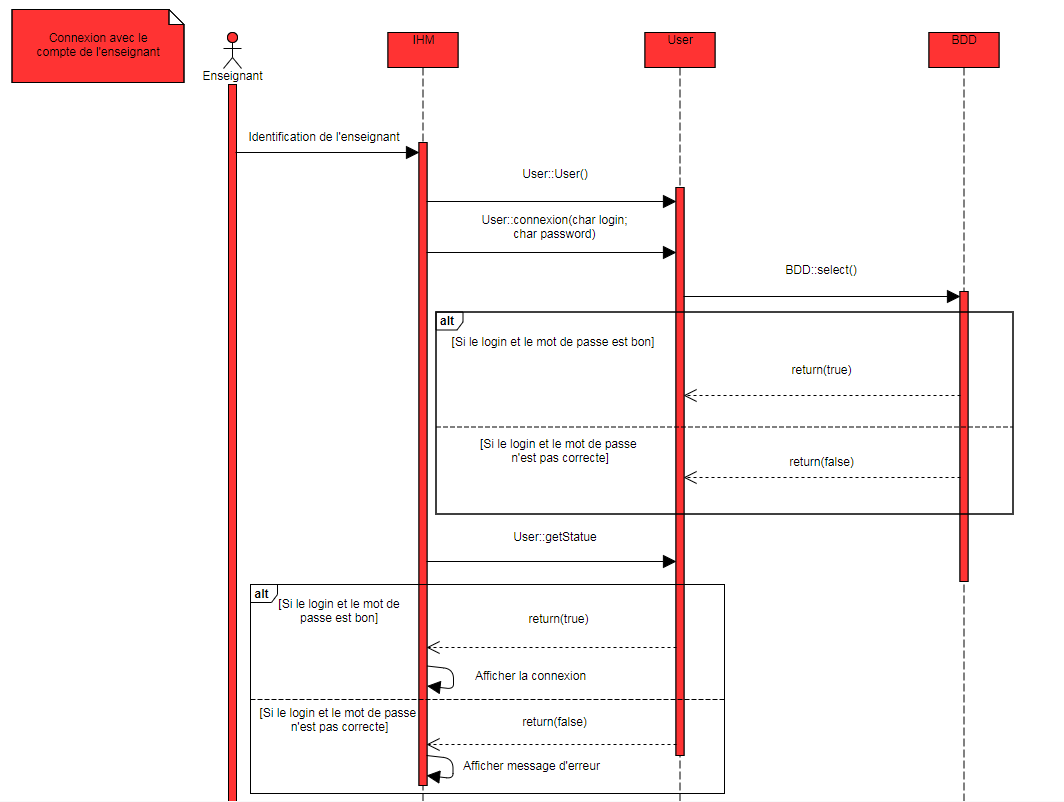 Connexion avec le
compte de l'enseignant
Enseignant
IHM
User
BDD
Identification de l'enseignant
User::User()
User::connexion(char login;
char password)
BDD::select()
alt
[Si le login et le mot de passe est bon]
return(true)
[Si le login et le mot de passe
n'est pas correcte]
return(false)
User::getStatue
alt
[Si le login et le mot de
passe est bon]
return(true)
Afficher la connexion
[Si le login et le mot de passe
n'est pas correcte]
return(false)
Afficher message d'erreur